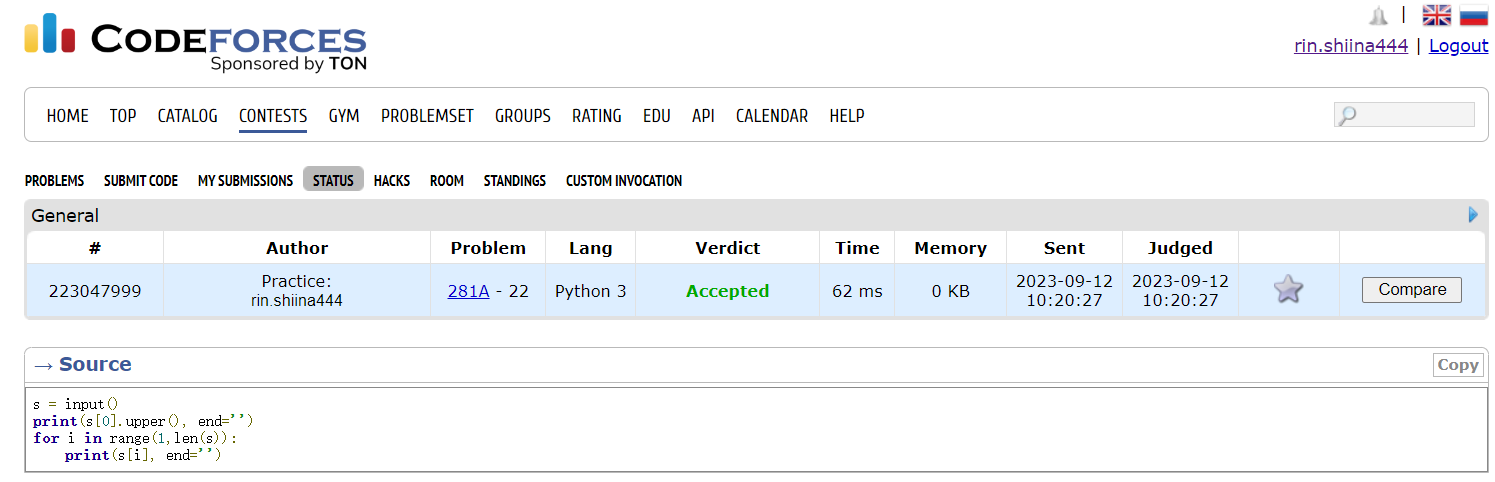 |
CODEFORCES
Sponsored by TON
rin.shiina444 | Logout
HOME TOP CATALOG CONTESTS GYM PROBLEMSET GROUPS RATING EDU API CALENDAR HELP
PROBLEMS SUBMIT CODE MY SUBMISSIONS STATUS HACKS ROOM STANDINGS CUSTOM INVOCATION
General
# Author Problem Lang Verdict Time Memory Sent Judged
223047999 Practice: rin.shiina444 281A - 22 Python 3 Accepted 62 ms 0 KB 2023-09-12 10:20:27 2023-09-12 10:20:27 Compare
→ Source Copy
s = input()
print(s[0].upper(), end='')
for i in range(1,len(s)):
    print(s[i], end='')